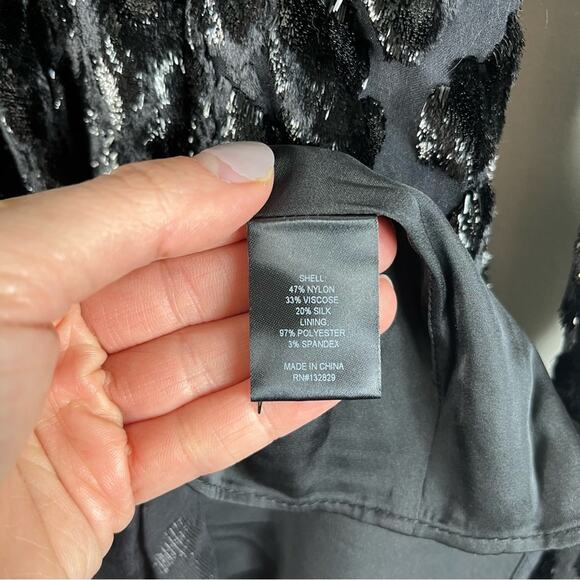 SHELL:
47% NYLON
33% VISCOSE
20% SILK
LINING:
97% POLYESTER
3% SPANDEX
MADE IN CHINA
RN#132829